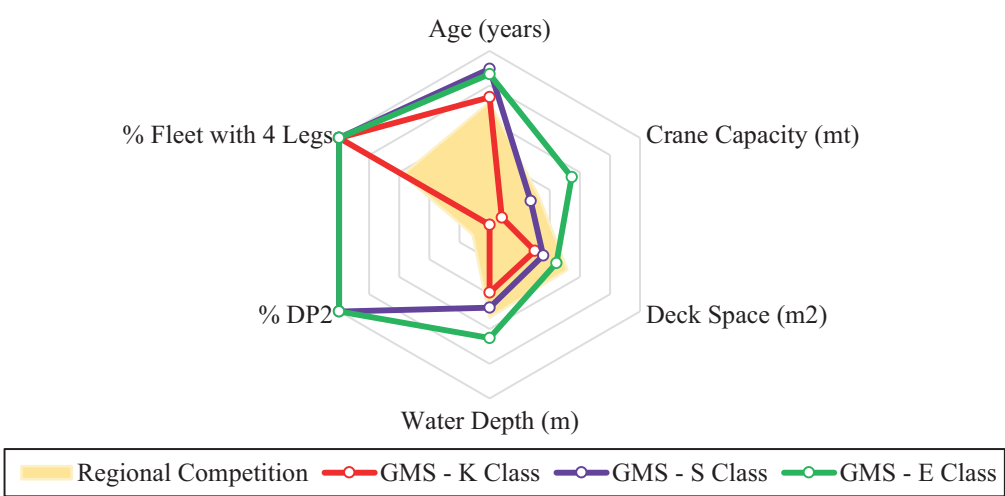 Age (years)
% Fleet with 4 Legs
Crane Capacity (mt)
% DP2
Deck Space (m2)
Water Depth (m)
Regional Competition GMS - K Class GMS - S Class GMS - E Class